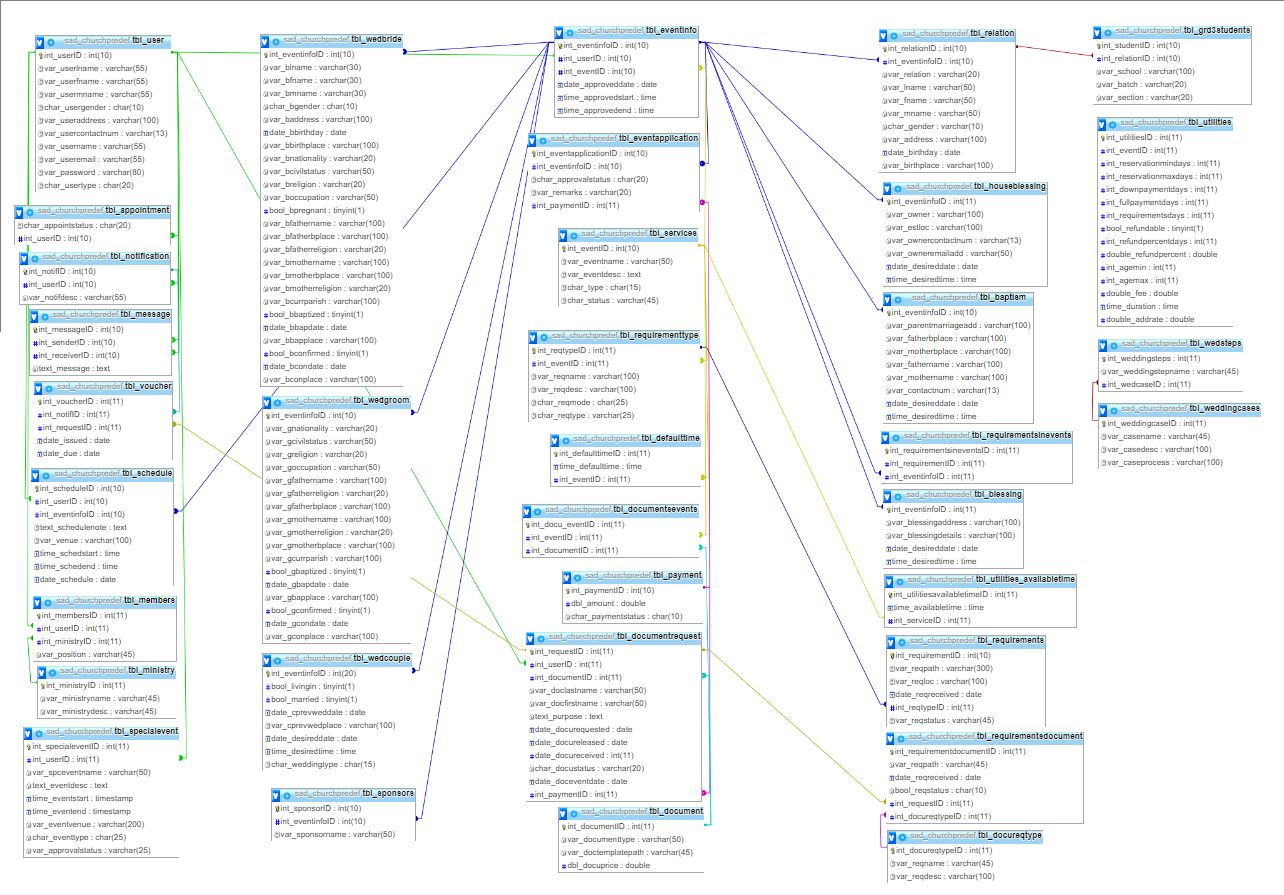 sad_churchpredef.tbl_user
int_userID : int(10)
var_userlname : varchar(55)
var_userfname : varchar(55)
var_usermname : varchar(55)
char_usergender : char(10)
var_useraddress : varchar(100)
var_usercontactnum : varchar(13)
var_username : varchar(55)
var_useremail : varchar(55)
var_password : varchar(80)
char_usertype : char(20)
sad_churchpredef.tbl_appointment
char_appointstatus : char(20)
int_userID : int(10)
sad_churchpredef.tbl_notification
int_notifID : int(10)
int_userID : int(10)
var_notifdesc : varchar(55)
sad_churchpredef.tbl_message
int_messageID : int(10)
int_senderID : int(10)
int_receiverID : int(10)
text_message : text
sad_churchpredef.tbl_voucher
int_voucherID : int(11)
int_notifID : int(11)
int_requestID : int(11)
date_issued : date
date_due : date
sad_churchpredef.tbl_schedule
int_scheduleID : int(10)
int_userID : int(10)
int_eventinfoID : int(10)
text_schedulenote : text
var_venue : varchar(100)
time_schedstart : time
time_schedend : time
date_schedule : date
sad_churchpredef.tbl_members
int_membersID : int(11)
int_userID : int(11)
int_ministryID : int(11)
var_position : varchar(45)
sad_churchpredef.tbl_ministry
int_ministryID : int(11)
var_ministryname : varchar(45)
var_ministrydesc : varchar(45)
sad_churchpredef.tbl_specialevent
int_specialeventID : int(11)
int_userID : int(11)
var_spceventname : varchar(50)
text_eventdesc : text
time_eventstart : timestamp
time_eventend : timestamp
var_eventvenue : varchar(200)
char_eventtype : char(25)
var_approvalstatus : varchar(25)
sad_churchpredef.tbl_wedbride
int_eventinfoID : int(10)
var_blname : varchar(30)
var_bfname : varchar(30)
var_bmname : varchar(30)
char_bgender : char(10)
var_baddress : varchar(100)
date_bbirthday : date
var_bbirthplace : varchar(100)
var_bnationality : varchar(20)
var_bcivilstatus : varchar(50)
var_breligion : varchar(20)
var_boccupation : varchar(50)
bool_bpregnant : tinyint(1)
var_bfathername : varchar(100)
var_bfatherbplace : varchar(100)
var_bfatherreligion : varchar(20)
var_bmothername : varchar(100)
var_bmotherbplace : varchar(100)
var_bmotherreligion : varchar(20)
var_bcurrparish : varchar(100)
bool_bbaptized : tinyint(1)
date_bbapdate : date
var_bbapplace : varchar(100)
bool_bconfirmed : tinyint(1)
date_bcondate : date
var_bconplace : varchar(100)
sad_churchpredef.tbl_wedgroom
int_eventinfoID : int(10)
var_gnationality : varchar(20)
var_gcivilstatus : varchar(50)
var_greligion : varchar(20)
var_goccupation : varchar(50)
var_gfathername : varchar(100)
var_gfatherreligion : varchar(20)
var_gfatherbplace : varchar(100)
var_gmothername : varchar(100)
var_gmotherreligion : varchar(20)
var_gmotherbplace : varchar(100)
var_gcurrparish : varchar(100)
bool_gbaptized : tinyint(1)
date_gbapdate : date
var_gbapplace : varchar(100)
bool_gconfirmed : tinyint(1)
date_gcondate : date
var_gconplace : varchar(100)
sad_churchpredef.tbl_wedcouple
int_eventinfoID : int(20)
bool_livingin : tinyint(1)
bool_married : tinyint(1)
date_cprevweddate : date
var_cprevwedplace : varchar(100)
date_desireddate : date
time_desiredtime : time
char_weddingtype : char(15)
sad_churchpredef.tbl_sponsors
int_sponsorID : int(10)
int_eventinfoID : int(10)
var_sponsorname : varchar(50)
sad_churchpredef.tbl_eventinfo
int_eventinfoID : int(10)
int_userID : int(10)
int_eventID : int(10)
date_approveddate : date
time_approvedstart : time
time_approvedend : time
sad_churchpredef.tbl_eventapplication
int_eventapplicationID : int(10)
int_eventinfoID : int(10)
char_approvalstatus : char(20)
var_remarks : varchar(20)
int_paymentID : int(11)
sad_churchpredef.tbl_services
int_eventID : int(10)
var_eventname : varchar(50)
var_eventdesc : text
char_type : char(15)
char_status : varchar(45)
sad_churchpredef.tbl_requirementtype
int_reqtypeID : int(11)
int_eventID : int(11)
var_reqname : varchar(100)
var_reqdesc : varchar(100)
char_reqmode : char(25)
char_reqtype : varchar(25)
sad_churchpredef.tbl_defaulttime
int_defaulttimeID : int(11)
time_defaulttime : time
int_eventID : int(11)
sad_churchpredef.tbl_documentsevents
int_docu_eventID : int(11)
int_eventID : int(11)
int_documentID : int(11)
sad_churchpredef.tbl_payment
int_paymentID : int(10)
dbl_amount : double
char_paymentstatus : char(10)
sad_churchpredef.tbl_documentrequest
int_requestID : int(11)
int_userID : int(11)
int_documentID : int(11)
var_doclastname : varchar(50)
var_docfirstname : varchar(50)
text_purpose : text
date_docurequested : date
date_docureleased : date
date_docureceived : int(11)
char_docustatus : varchar(20)
date_doceventdate : date
int_paymentID : int(11)
sad_churchpredef.tbl_document
int_documentID : int(11)
var_documenttype : varchar(50)
var_doctemplatepath : varchar(45)
dbl_docuprice : double
sad_churchpredef.tbl_relation
int_relationID : int(10)
int_eventinfoID : int(10)
var_relation : varchar(20)
var_lname : varchar(50)
var_fname : varchar(50)
var_mname : varchar(50)
char_gender : char(10)
var_address : varchar(100)
date_birthday : date
var_birthplace : varchar(100)
sad_churchpredef.tbl_houseblessing
int_eventinfoID : int(11)
var_owner : varchar(100)
var_estloc : varchar(100)
var_ownercontactnum : varchar(13)
var_owneremailadd : varchar(50)
date_desireddate : date
time_desiredtime : time
sad_churchpredef.tbl_baptism
int_eventinfoID : int(10)
var_parentmarriageadd : varchar(100)
var_fatherbplace : varchar(100)
var_motherbplace : varchar(100)
var_fathername : varchar(100)
var_mothername : varchar(100)
var_contactnum : varchar(13)
date_desireddate : date
time_desiredtime : time
sad_churchpredef.tbl_requirementsinevents
int_requirementsineventsID : int(11)
int_requirementID : int(11)
int_eventinfoID : int(11)
sad_churchpredef.tbl_blessing
int_eventinfoID : int(11)
var_blessingaddress : varchar(100)
var_blessingdetails : varchar(100)
date_desireddate : date
time_desiredtime : time
sad_churchpredef.tbl_utilities_availabletime
int_utilitiesavailabletimeID : int(11)
time_availabletime : time
int_serviceID : int(11)
sad_churchpredef.tbl_requirements
int_requirementID : int(10)
var_reqpath : varchar(300)
var_reqloc : varchar(100)
date_reqreceived : date
int_reqtypeID : int(11)
var_reqstatus : varchar(45)
sad_churchpredef.tbl_requirementsdocument
int_requirementdocumentID : int(11)
var_reqpath : varchar(45)
date_reqreceived : date
bool_reqstatus : char(10)
int_requestID : int(11)
int_docureqtypeID : int(11)
sad_churchpredef.tbl_docureqtype
int_docureqtypeID : int(11)
var_reqname : varchar(45)
var_reqdesc : varchar(100)
sad_churchpredef.tbl_grd3students
int_studentID : int(11)
int_relationID : int(10)
var_school : varchar(100)
var_batch : varchar(20)
var_section : varchar(20)
sad_churchpredef.tbl_utilities
int_utilitiesID : int(11)
int_eventID : int(11)
int_reservationmindays : int(11)
int_reservationmaxdays : int(11)
int_downpaymentdays : int(11)
int_fullpaymentdays : int(11)
int_requirementsdays : int(11)
bool_refundable : tinyint(1)
int_refundpercentdays : int(11)
double_refundpercent : double
int_agemin : int(11)
int_agemax : int(11)
double_fee : double
time_duration : time
double_addrate : double
sad_churchpredef.tbl_wedsteps
int_weddingsteps : int(11)
var_weddingstepname : varchar(45)
int_wedcaseID : int(11)
sad_churchpredef.tbl_weddingcases
int_weddingcaseID : int(11)
var_casename : varchar(45)
var_casedesc : varchar(100)
var_caseprocess : varchar(100)